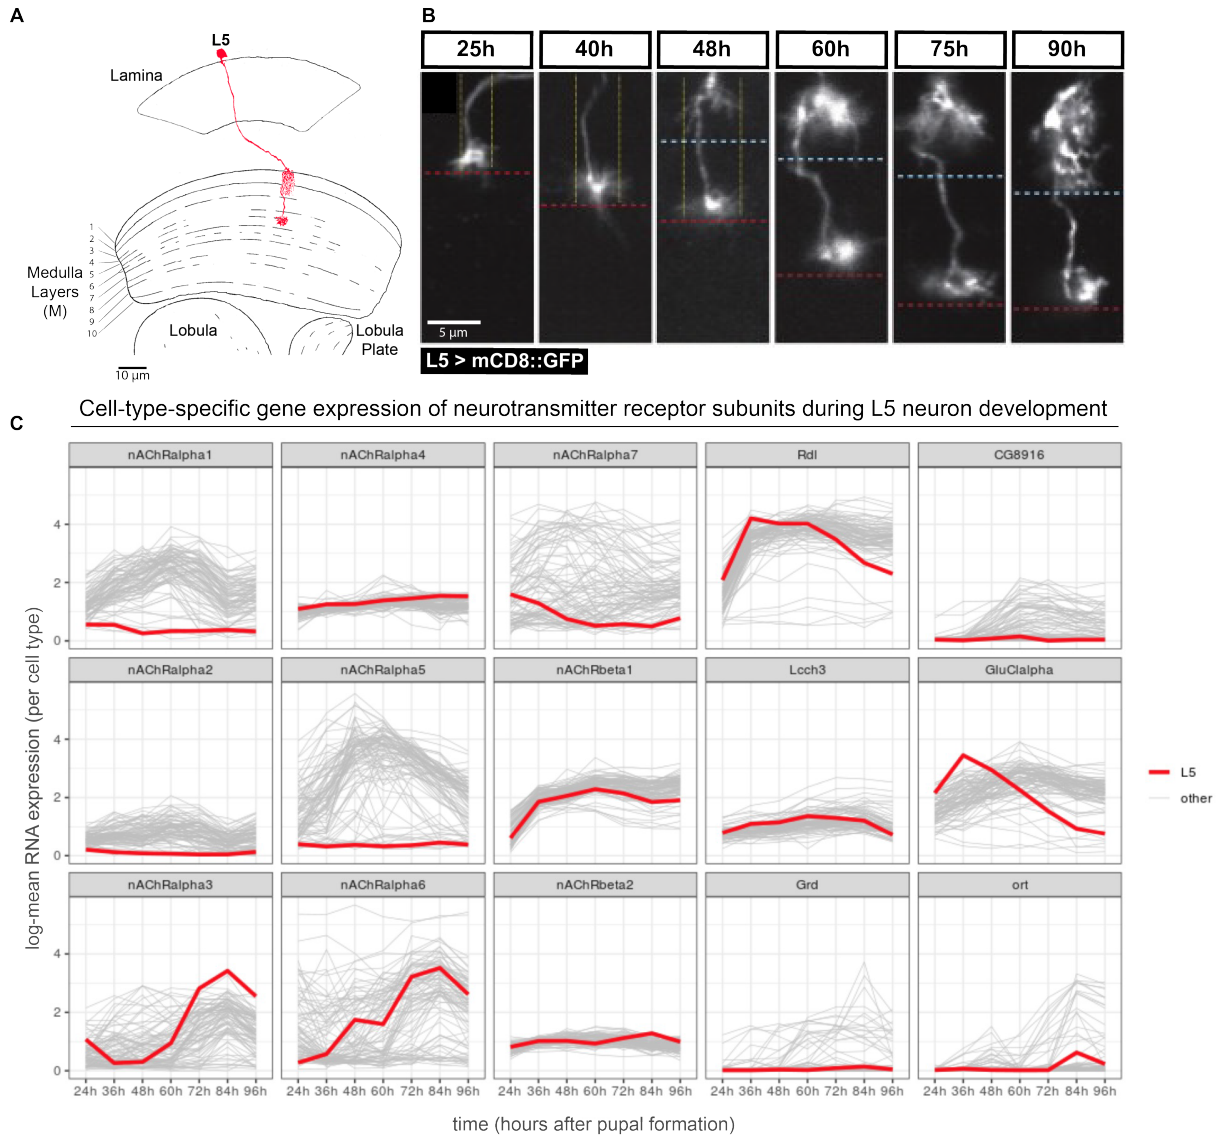 A
L5
Lamina
1
2
3
4
5
6
7
8
9
10
Medulla
Layers
(M)
Lobula
Lobula
Plate
10 µm
B
25h 40h 48h 60h 75h 90h
5 µm
L5 > mCD8::GFP
C
Cell-type-specific gene expression of neurotransmitter receptor subunits during L5 neuron development
log-mean RNA expression (per cell type)
nAChRalpha1 nAChRalpha4 nAChRalpha7 Rdl CG8916
4
2
0
nAChRalpha2 nAChRalpha5 nAChRbeta1 Lcch3 GluClalpha
4
2
0
L5
other
nAChRalpha3 nAChRalpha6 nAChRbeta2 Grd ort
4
2
0
24h 36h 48h 60h 72h 84h 96h 24h 36h 48h 60h 72h 84h 96h 24h 36h 48h 60h 72h 84h 96h 24h 36h 48h 60h 72h 84h 96h 24h 36h 48h 60h 72h 84h 96h
time (hours after pupal formation)